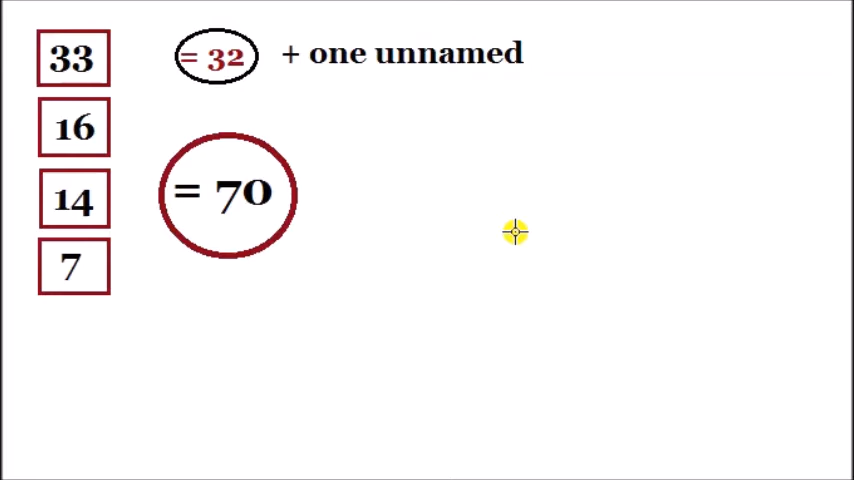 33 = 32 + one unnamed
16
= 70
14
7